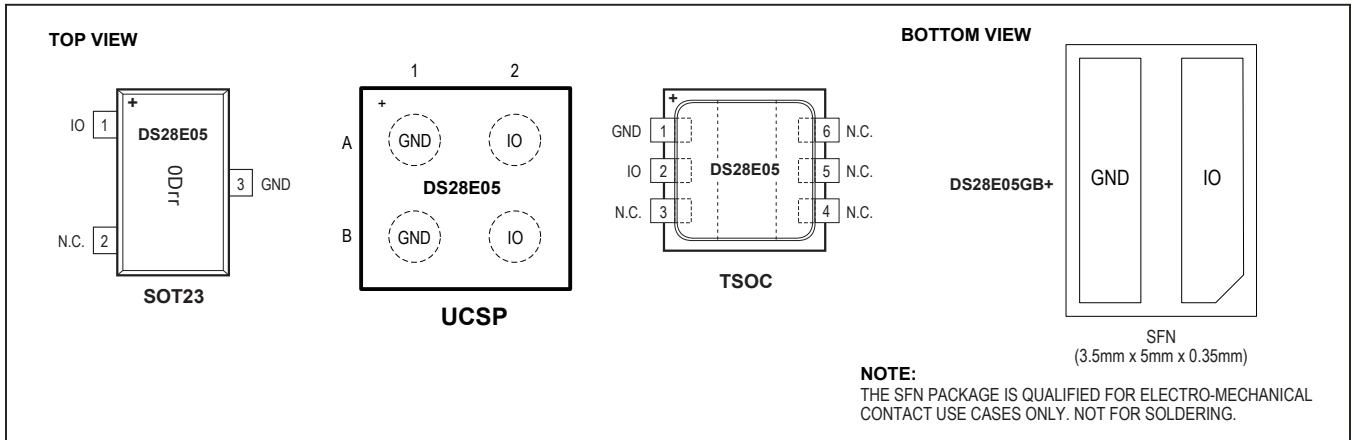 TOP VIEW
BOTTOM VIEW
+
IO 1
DS28E05
0Drr
3 GND
N.C. 2
SOT23
1 2
+
A
GND IO
DS28E05
B
GND IO
UCSP
+
GND 1
6 N.C.
IO 2
DS28E05
5 N.C.
N.C. 3
4 N.C.
TSOC
DS28E05GB+
GND IO
SFN
(3.5mm x 5mm x 0.35mm)
NOTE:
THE SFN PACKAGE IS QUALIFIED FOR ELECTRO-MECHANICAL
CONTACT USE CASES ONLY. NOT FOR SOLDERING.